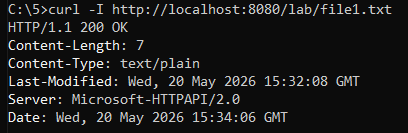 C:\5>curl -I http://localhost:8080/lab/file1.txt
HTTP/1.1 200 OK
Content-Length: 7
Content-Type: text/plain
Last-Modified: Wed, 20 May 2026 15:32:08 GMT
Server: Microsoft-HTTPAPI/2.0
Date: Wed, 20 May 2026 15:34:06 GMT